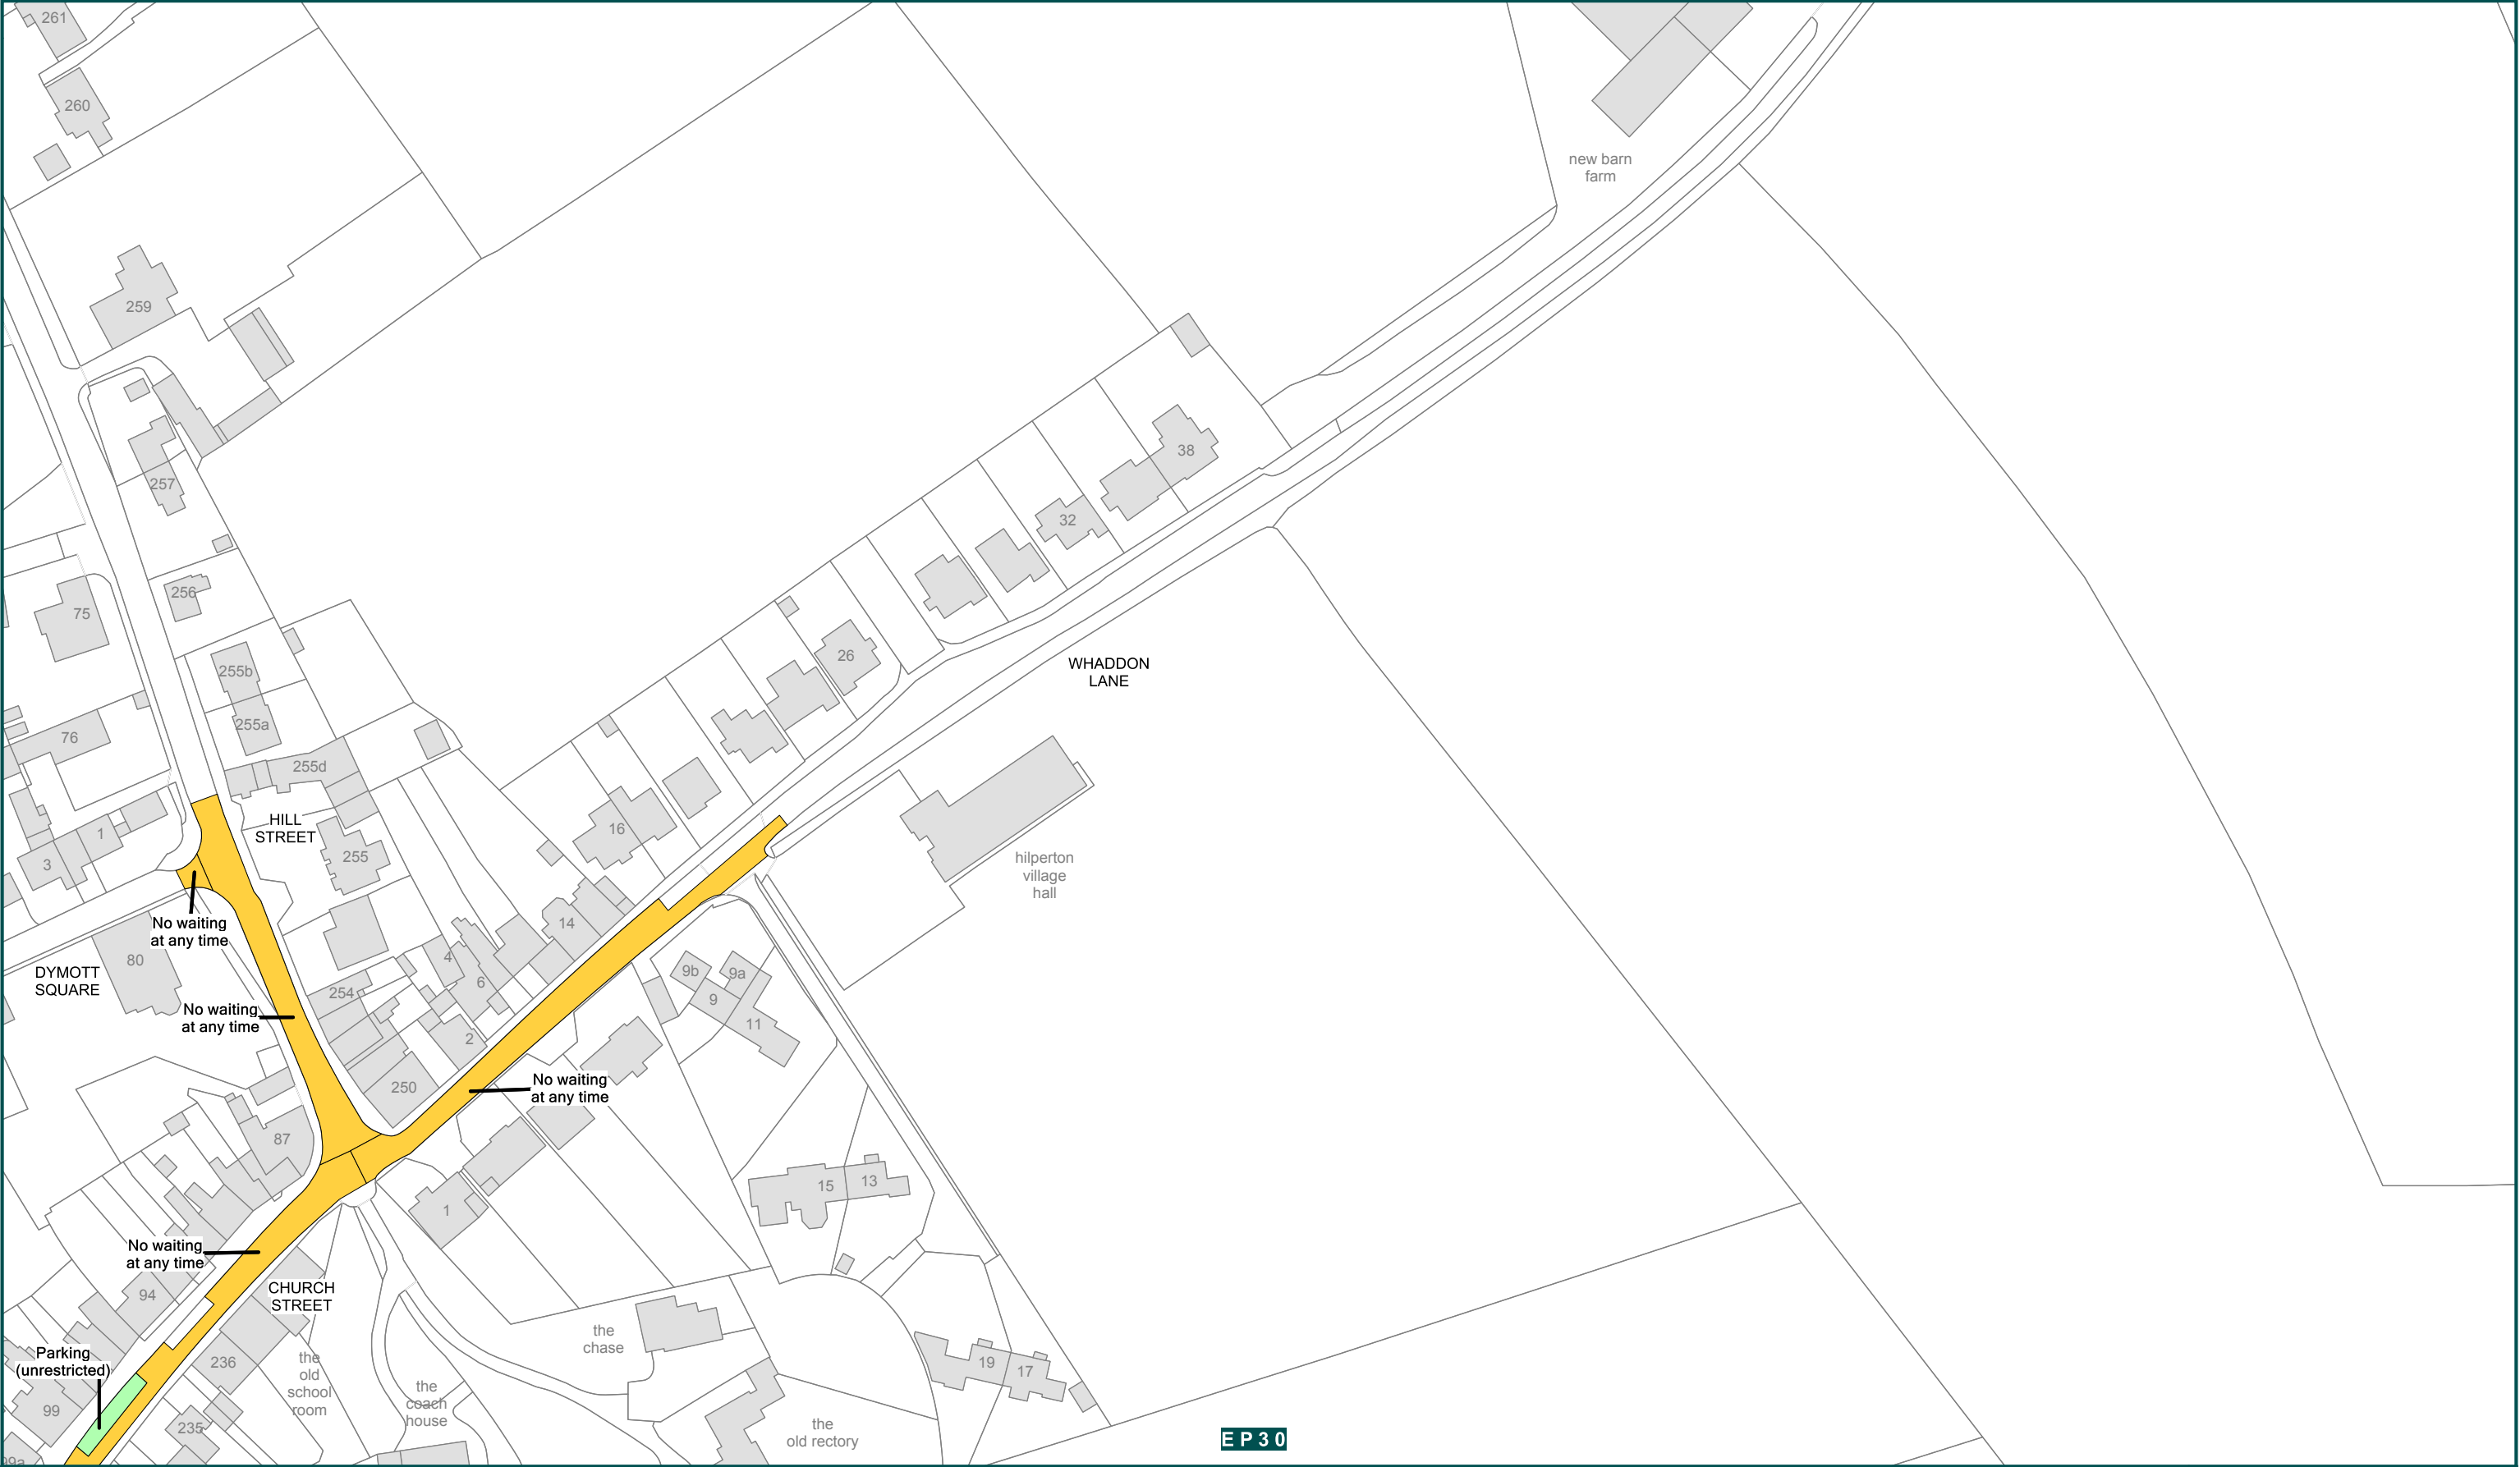 261
260
new barn
farm
259
38
257
32
256
75
26
255b
WHADDON
LANE
255a
76
255d
HILL
STREET
16
1
255
3
hilperton
village
hall
No waiting
at any time
14
80
4
DYMOTT
SQUARE
9b
9a
6
254
9
No waiting
at any time
11
2
250
No waiting
at any time
87
15
13
1
No waiting
at any time
94
CHURCH
STREET
the
chase
Parking
(unrestricted)
236
the
old
school
room
19
17
the
coach
house
99
235
the
old rectory
EP30
99a